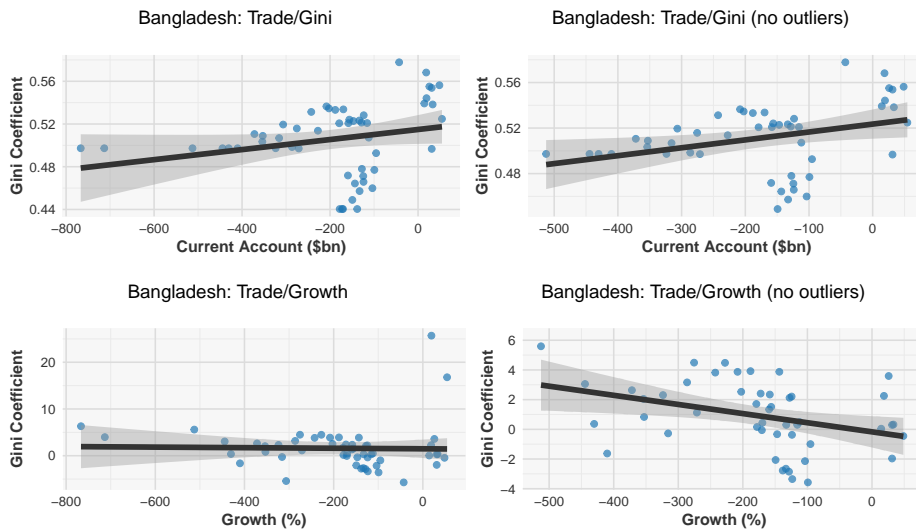 Bangladesh: Trade/Gini
Bangladesh: Trade/Gini (no outliers)
Gini Coefficient
0.56
0.52
0.48
0.44
−800 −600 −400 −200 0
Current Account ($bn)
Gini Coefficient
0.56
0.52
0.48
−500 −400 −300 −200 −100 0
Current Account ($bn)
Bangladesh: Trade/Growth
Bangladesh: Trade/Growth (no outliers)
Gini Coefficient
20
10
0
−800 −600 −400 −200 0
Growth (%)
Gini Coefficient
6
4
2
0
−2
−4
−500 −400 −300 −200 −100 0
Growth (%)